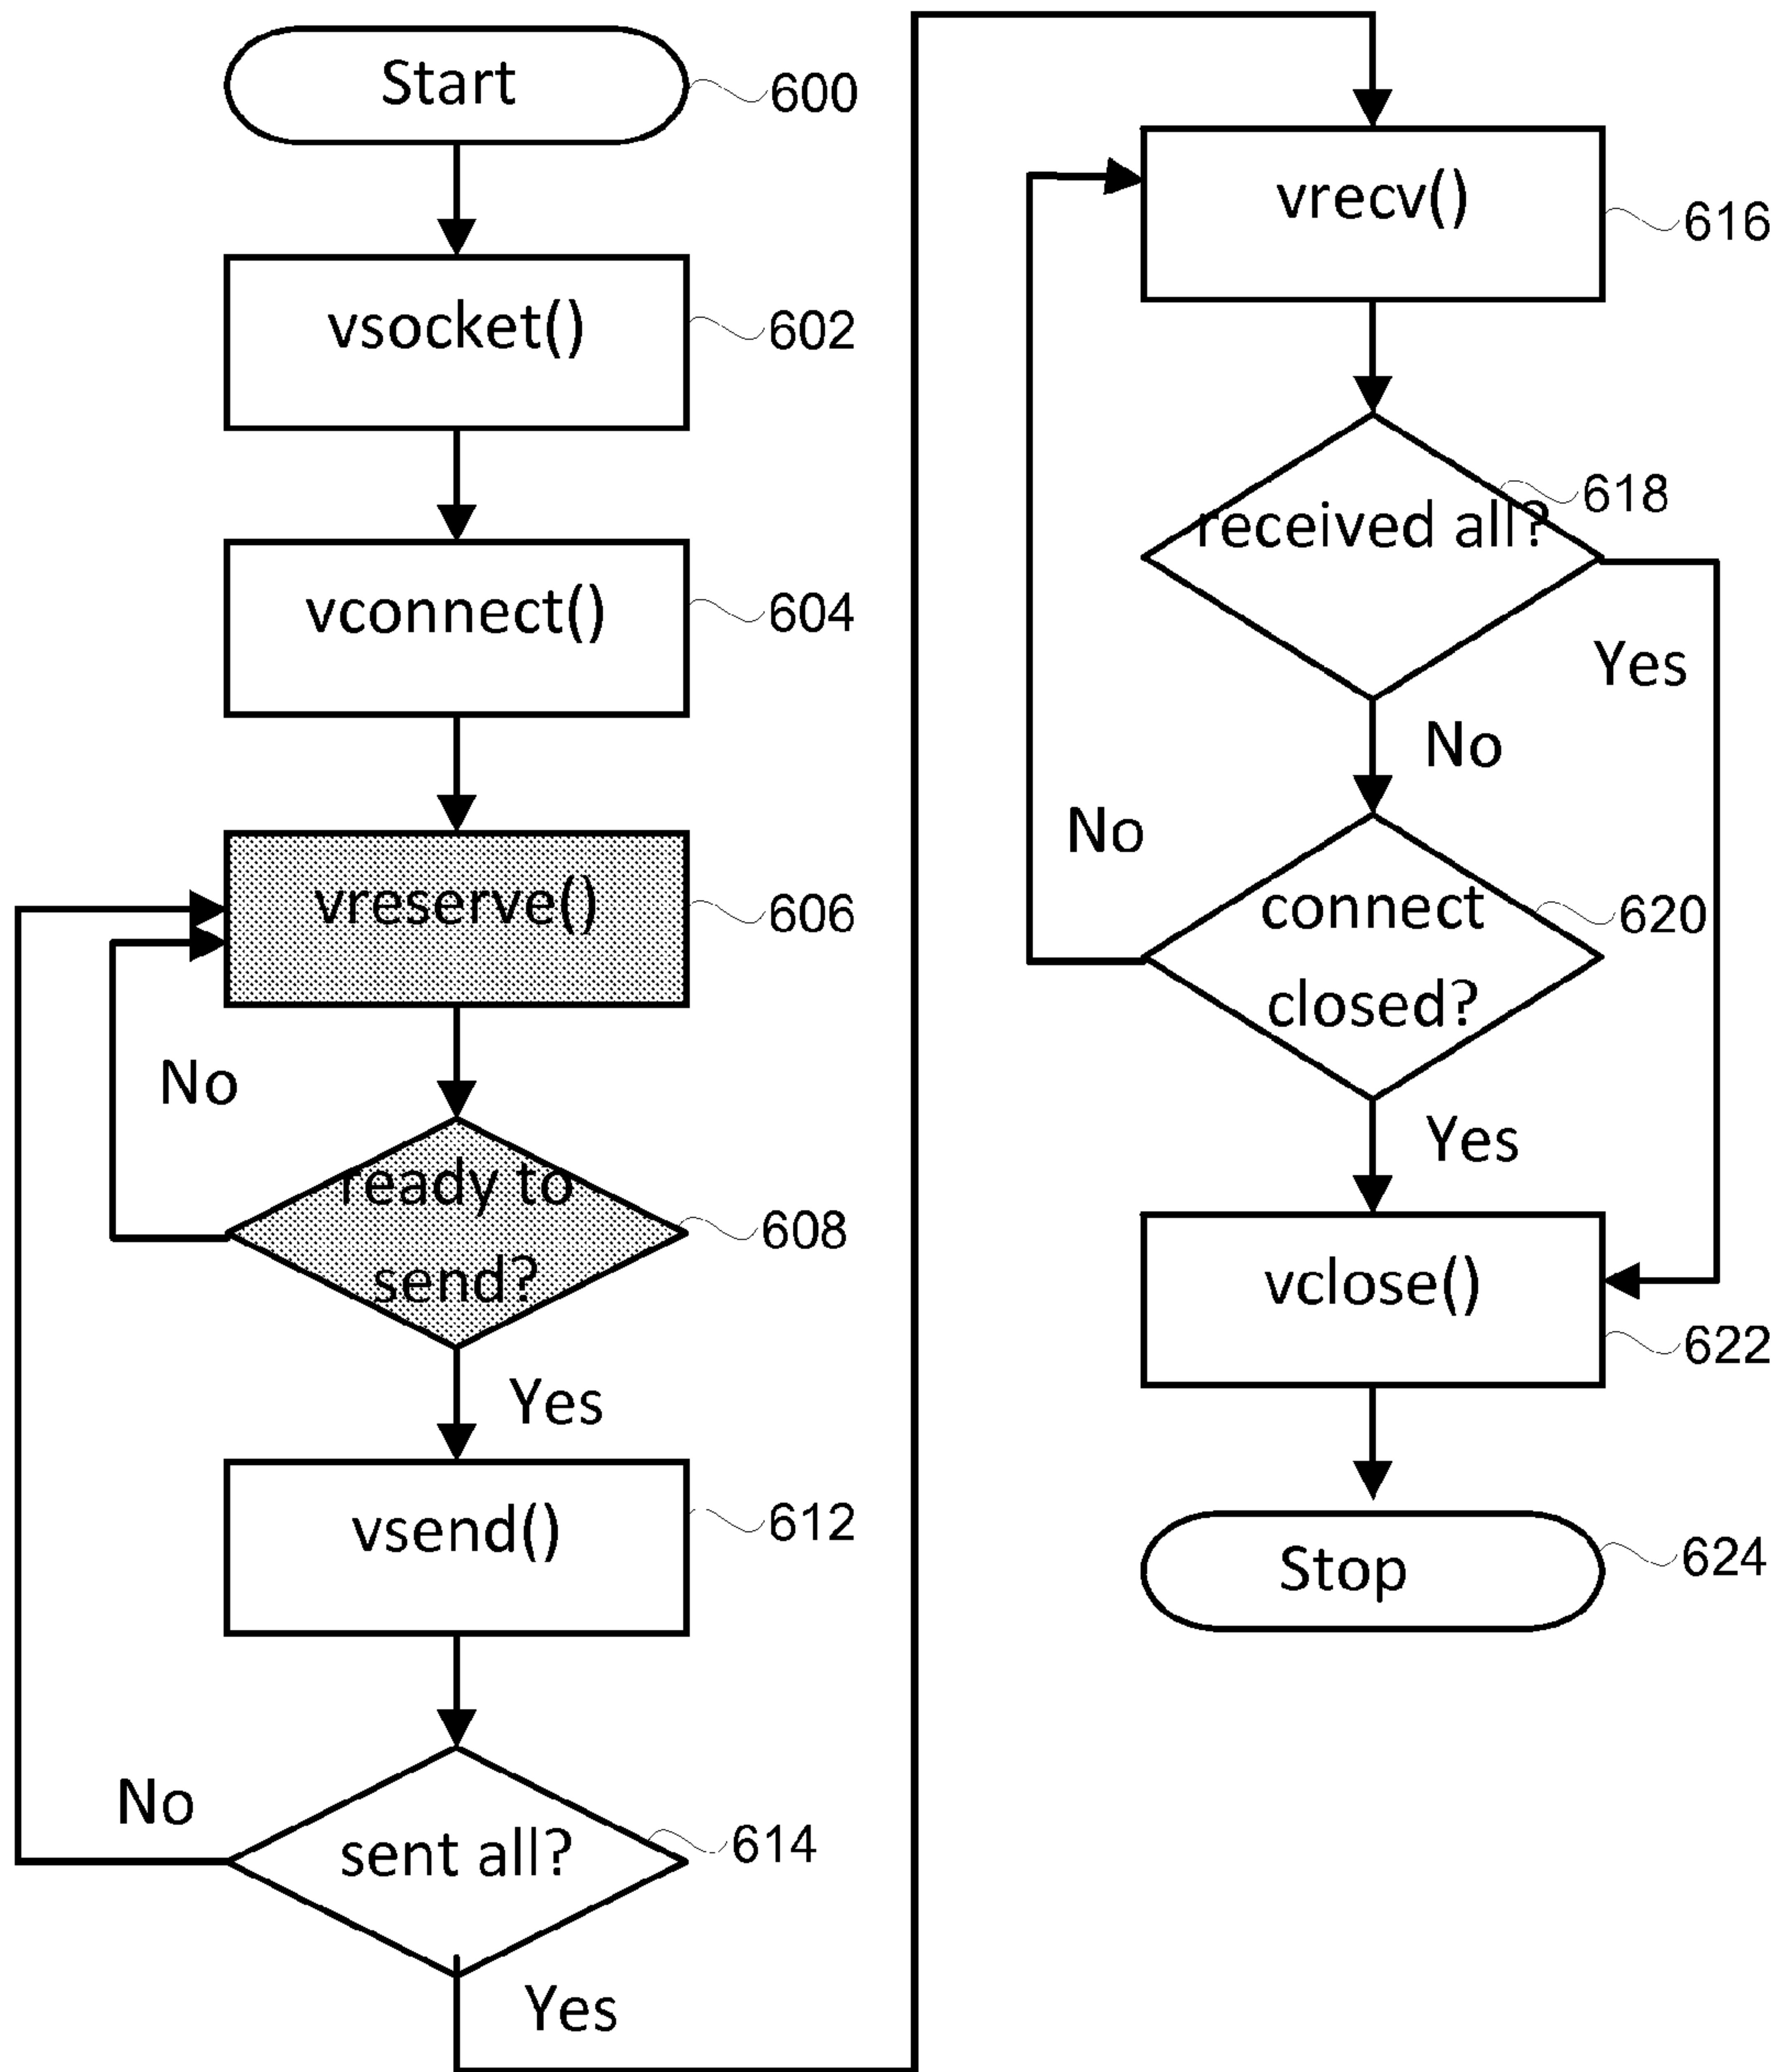 Start
600
vsocket()
602
vconnect()
604
vreserve()
606
No
ready to
send?
608
Yes
vsend()
612
No
sent all?
614
Yes
vrecv()
616
received all?
618
Yes
No
No
connect
closed?
620
Yes
vclose()
622
Stop
624